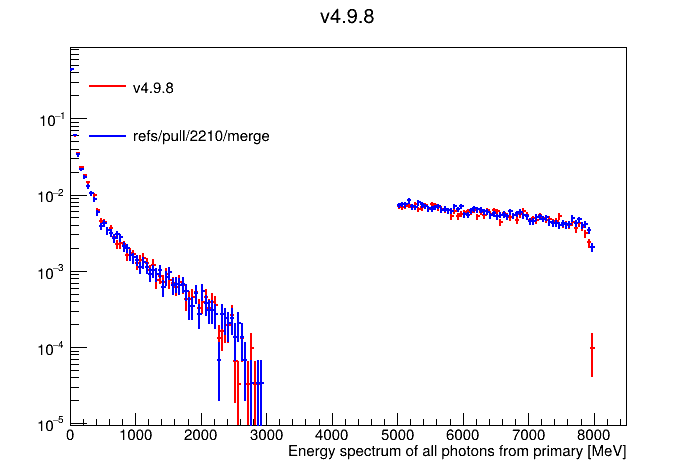 v4.9.8
v4.9.8
refs/pull/2210/merge
10⁻¹
10⁻²
10⁻³
10⁻⁴
10⁻⁵
0 1000 2000 3000 4000 5000 6000 7000 8000
Energy spectrum of all photons from primary [MeV]